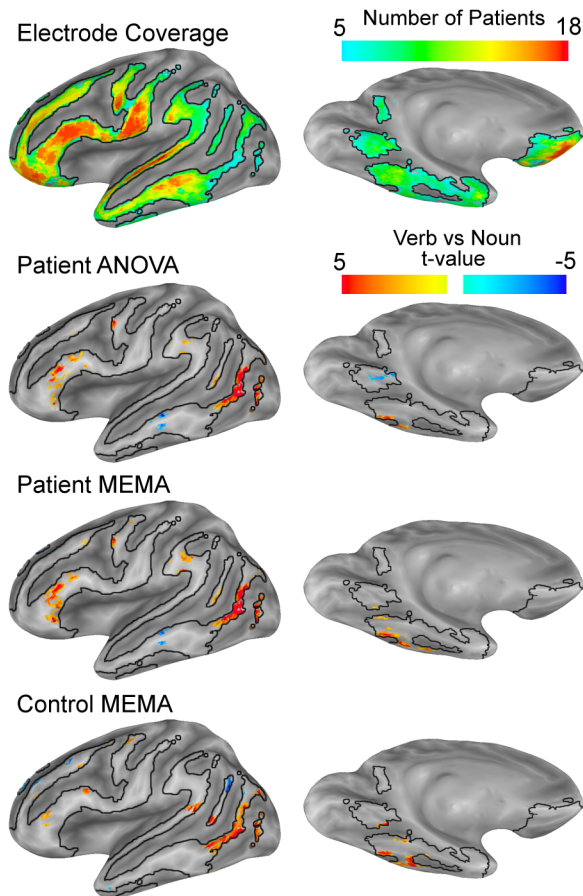 Electrode Coverage
Number of Patients
5 18
Patient ANOVA
Verb vs Noun
t-value
5 -5
Patient MEMA
Control MEMA